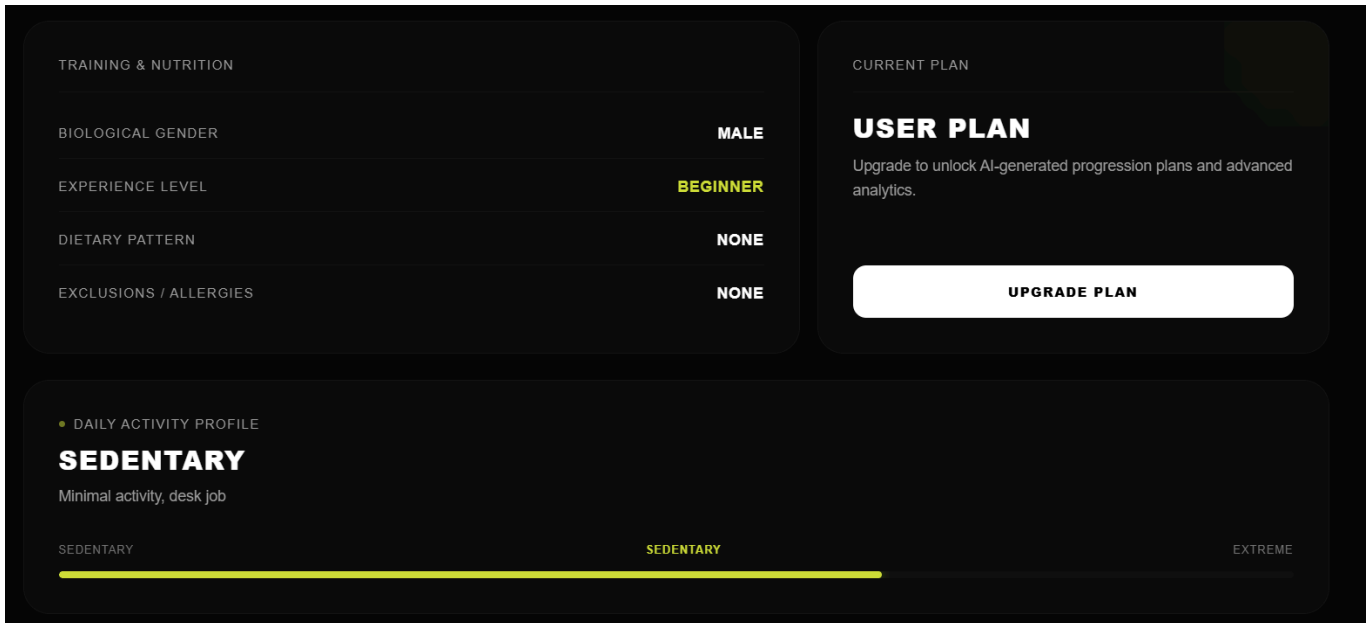 TRAINING & NUTRITION
BIOLOGICAL GENDER MALE
EXPERIENCE LEVEL BEGINNER
DIETARY PATTERN NONE
EXCLUSIONS / ALLERGIES NONE
CURRENT PLAN
USER PLAN
Upgrade to unlock AI-generated progression plans and advanced
analytics.
UPGRADE PLAN
DAILY ACTIVITY PROFILE
SEDENTARY
Minimal activity, desk job
SEDENTARY SEDENTARY EXTREME